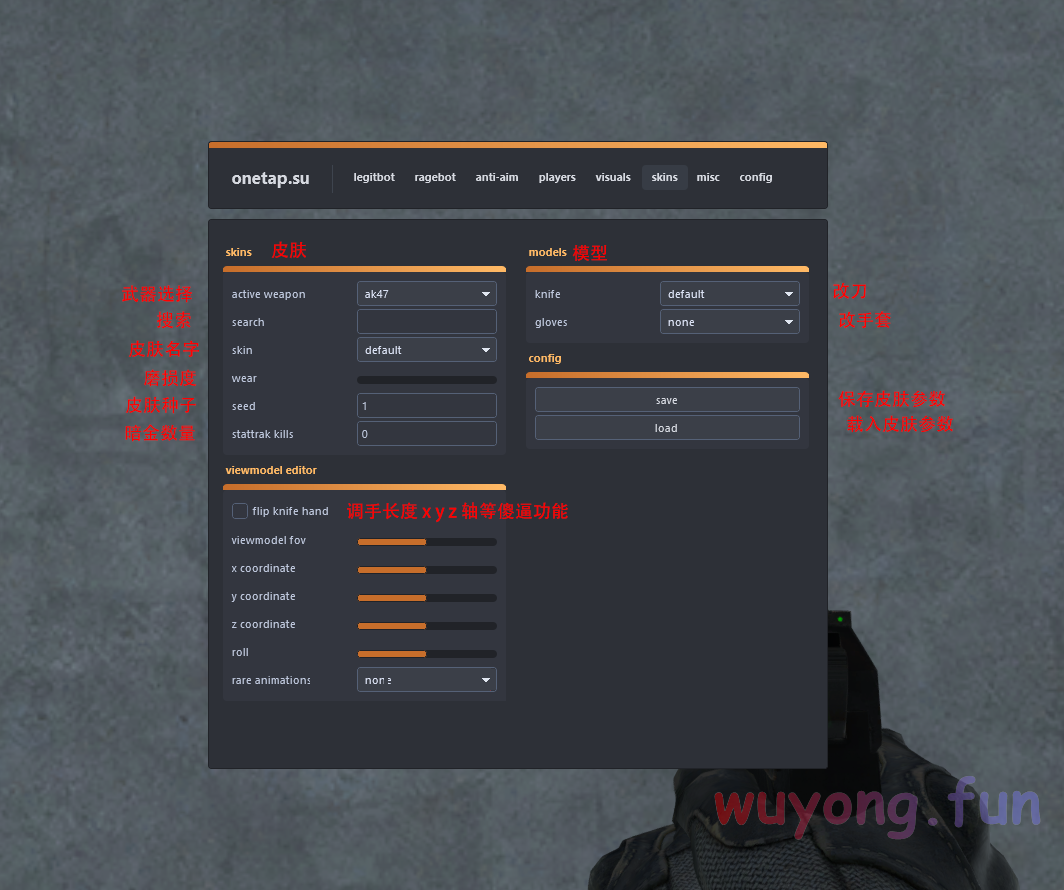 onetap.su legitbot ragebot anti-aim players visuals skins misc config
skins 皮肤
武器选择 active weapon ak47
搜索 search
皮肤名字 skin default
磨损度 wear
皮肤种子 seed 1
暗金数量 stattrak kills 0
viewmodel editor
flip knife hand 调手长度 x y z 轴等傻逼功能
viewmodel fov
x coordinate
y coordinate
z coordinate
roll
rare animations none
models 模型
knife default 改刀
gloves none 改手套
config
save 保存皮肤参数
load 载入皮肤参数
wuyong.fun